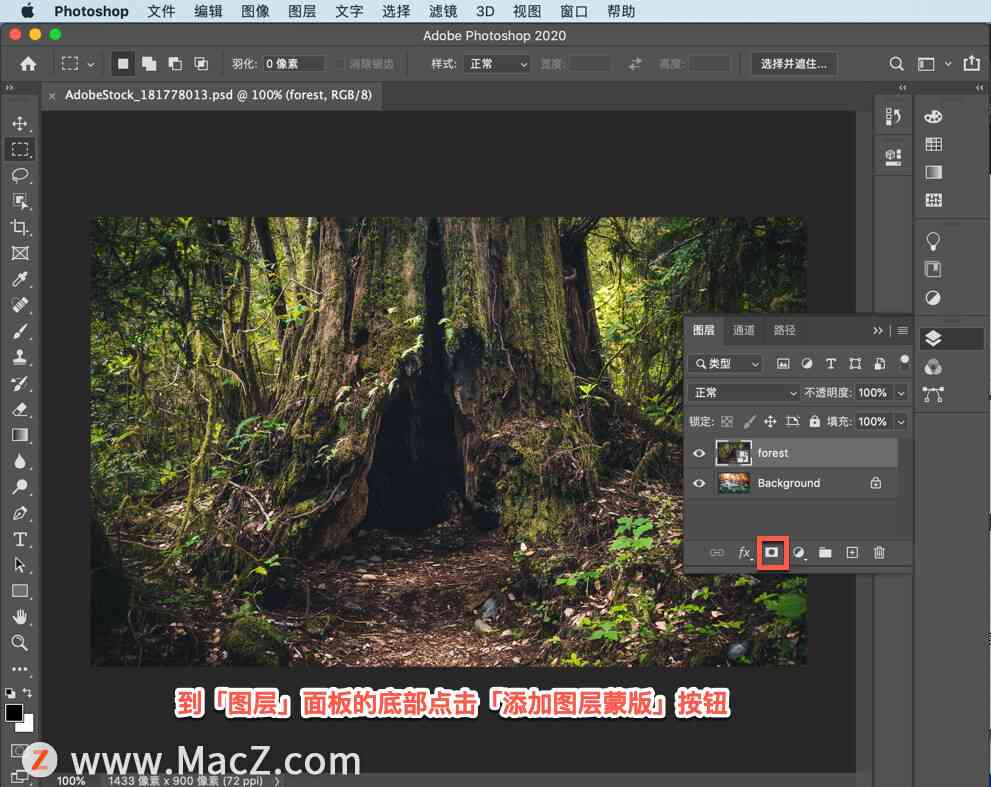 Photoshop 文件 编辑 图像 图层 文字 选择 滤镜 3D 视图 窗口 帮助
Adobe Photoshop 2020
羽化: 0 像素 消除锯齿 样式: 正常 宽度: 高度: 选择并遮住...
AdobeStock_181778013.psd @ 100% (forest, RGB/8)
图层 通道 路径
类型
正常 不透明度: 100%
锁定: 填充: 100%
forest
Background
fx
到「图层」面板的底部点击「添加图层蒙版」按钮
Z www.MacZ.com
100% 1433 像素 x 900 像素 (72 ppi)